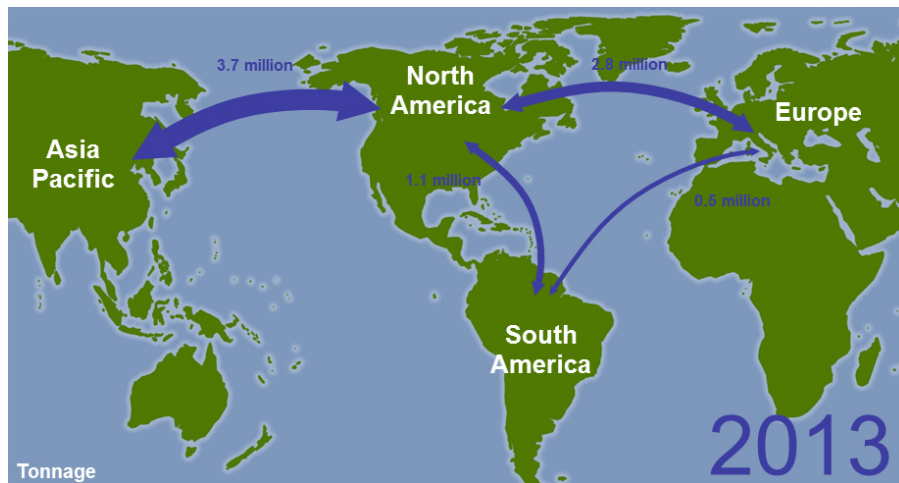 3.7 million
North
America
2.8 million
Europe
Asia
Pacific
1.1 million
0.5 million
South
America
2013
Tonnage